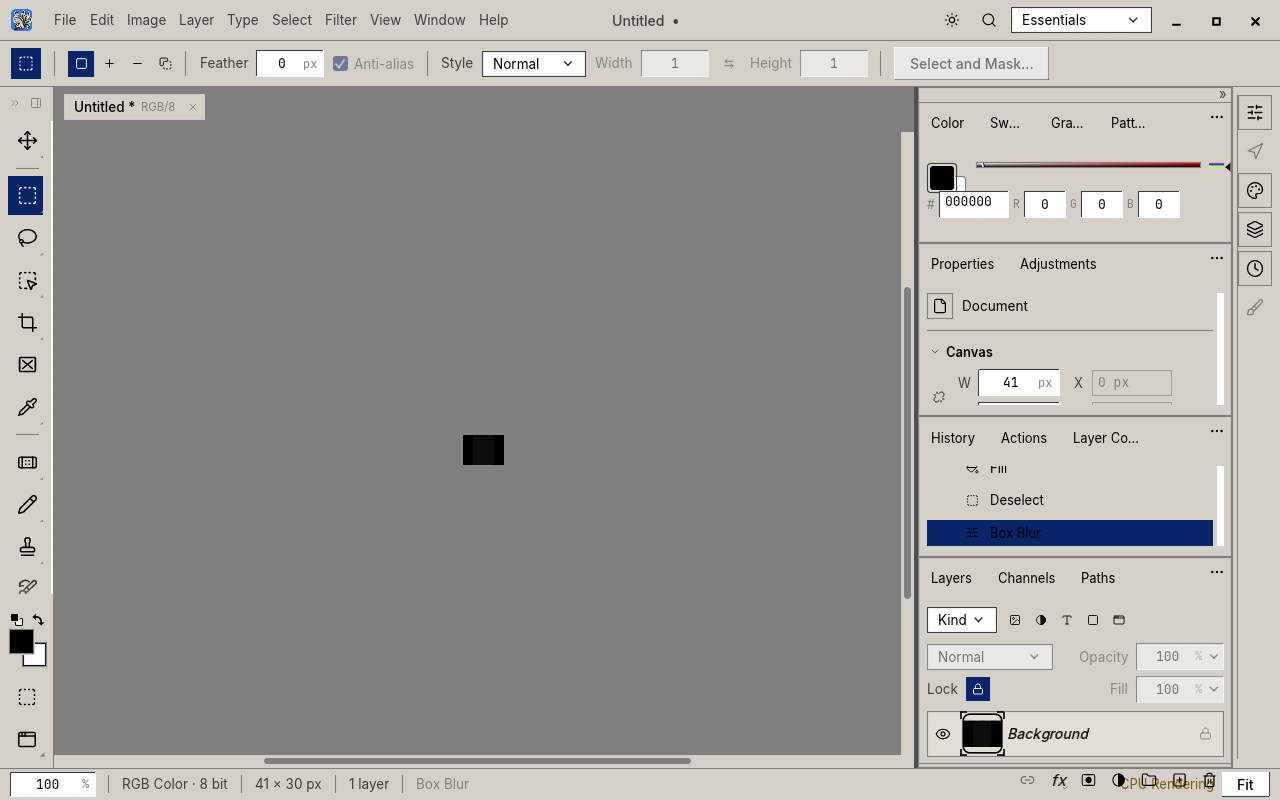 File Edit Image Layer Type Select Filter View Window Help Untitled • Essentials
Feather 0 px Anti-alias Style Normal Width 1 Height 1 Select and Mask...
Untitled * RGB/8 ×
Color Sw... Gra... Patt...
# 000000 R 0 G 0 B 0
Properties Adjustments
Document
Canvas
W 41 px X 0 px
History Actions Layer Co...
Fill
Deselect
Box Blur
Layers Channels Paths
Kind
Normal Opacity 100 %
Lock Fill 100 %
Background
fx CPU Rendering
100 % RGB Color · 8 bit 41 × 30 px 1 layer Box Blur Fit